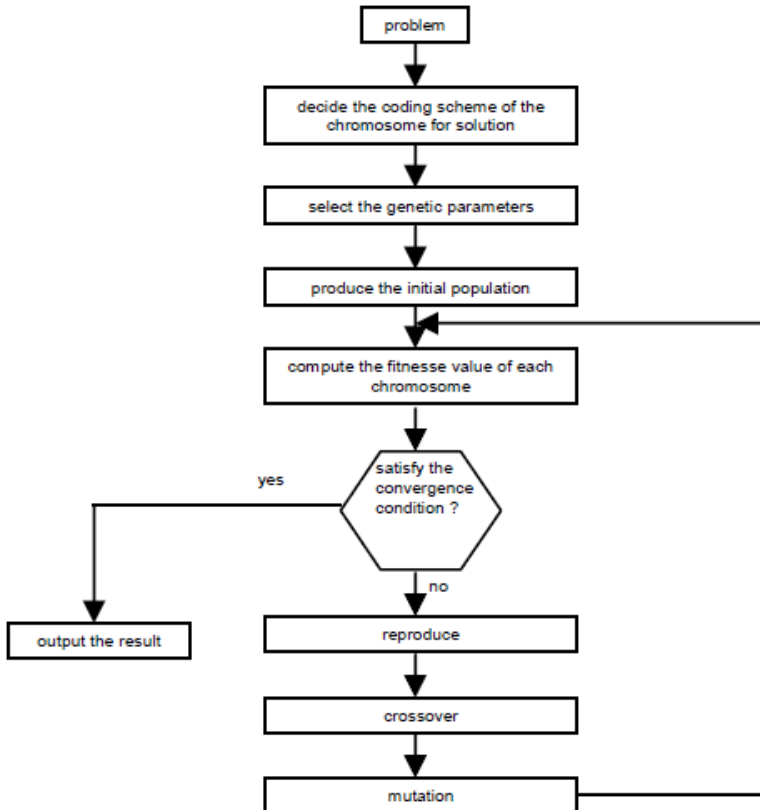 problem
decide the coding scheme of the
chromosome for solution
select the genetic parameters
produce the initial population
compute the fitnesse value of each
chromosome
satisfy the
convergence
condition ?
yes
no
output the result
reproduce
crossover
mutation